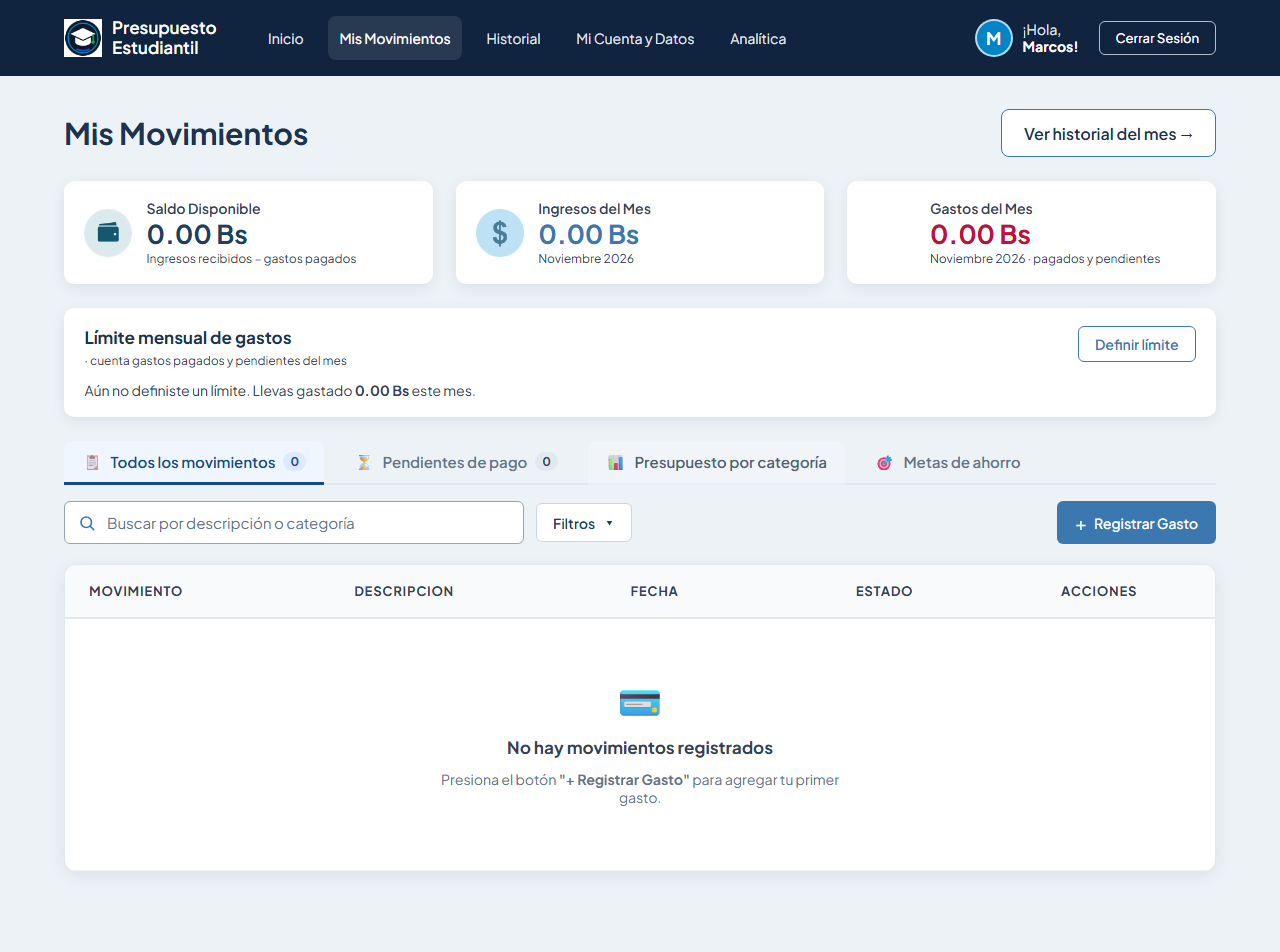 Presupuesto
Estudiantil
Inicio
Mis Movimientos
Historial
Mi Cuenta y Datos
Analítica
M
¡Hola,
Marcos!
Cerrar Sesión
Mis Movimientos
Ver historial del mes →
Saldo Disponible
0.00 Bs
Ingresos recibidos – gastos pagados
$
Ingresos del Mes
0.00 Bs
Noviembre 2026
Gastos del Mes
0.00 Bs
Noviembre 2026 · pagados y pendientes
Límite mensual de gastos
· cuenta gastos pagados y pendientes del mes
Aún no definiste un límite. Llevas gastado 0.00 Bs este mes.
Definir límite
Todos los movimientos 0
Pendientes de pago 0
Presupuesto por categoría
Metas de ahorro
Buscar por descripción o categoría
Filtros ▼
+ Registrar Gasto
MOVIMIENTO
DESCRIPCION
FECHA
ESTADO
ACCIONES
No hay movimientos registrados
Presiona el botón "+ Registrar Gasto" para agregar tu primer
gasto.